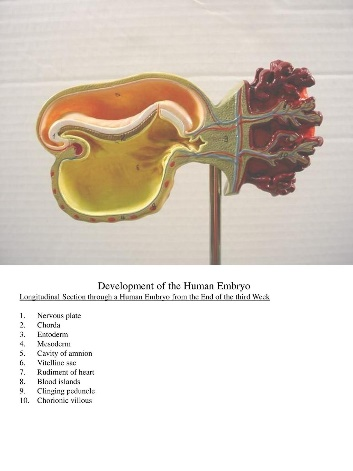 Development of the Human Embryo
Longitudinal Section through a Human Embryo from the End of the third Week
1. Nervous plate
2. Chorda
3. Entoderm
4. Mesoderm
5. Cavity of amnion
6. Vitelline sac
7. Rudiment of heart
8. Blood islands
9. Clinging peduncle
10. Chorionic villous